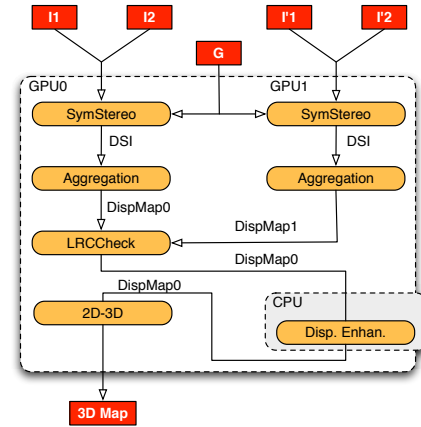 I1
I2
I'1
I'2
G
GPU0
GPU1
SymStereo
SymStereo
DSI
DSI
Aggregation
Aggregation
DispMap0
DispMap1
LRCCheck
DispMap0
DispMap0
CPU
2D-3D
Disp. Enhan.
3D Map